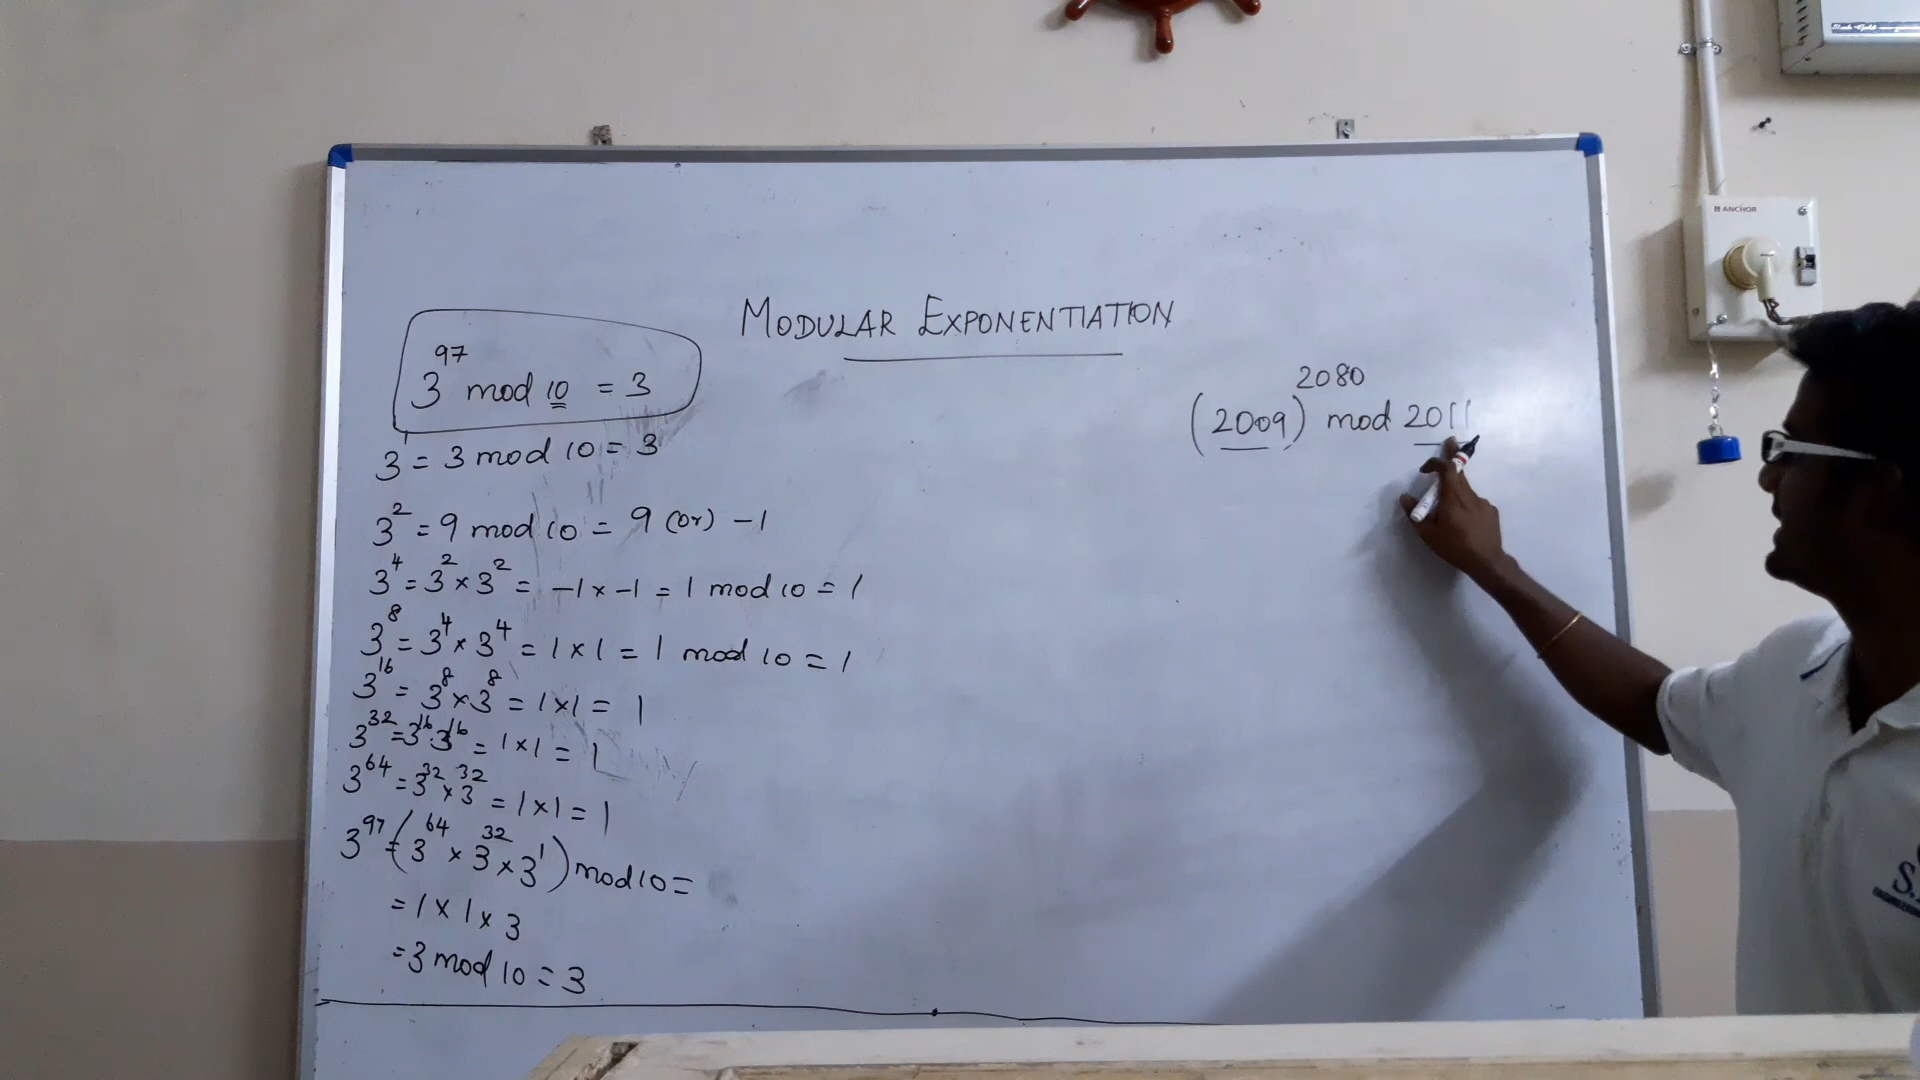 MODULAR EXPONENTIATION
3^97 mod 10 = 3
3^1 = 3 mod 10 = 3
3^2 = 9 mod 10 = 9 (or) -1
3^4 = 3^2 × 3^2 = -1 × -1 = 1 mod 10 = 1
3^8 = 3^4 × 3^4 = 1 × 1 = 1 mod 10 = 1
3^16 = 3^8 × 3^8 = 1 × 1 = 1
3^32 = 3^16 · 3^16 = 1 × 1 = 1
3^64 = 3^32 × 3^32 = 1 × 1 = 1
3^97 = (3^64 × 3^32 × 3^1) mod 10 =
= 1 × 1 × 3
= 3 mod 10 = 3
(2009)^2080 mod 2011
ANCHOR